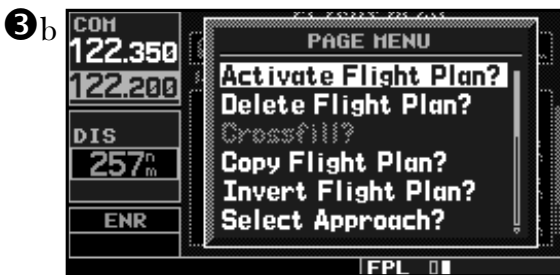 ❸b
COM
122.350
122.200
DIS
257nm
ENR
PAGE MENU
Activate Flight Plan?
Delete Flight Plan?
Crossfill?
Copy Flight Plan?
Invert Flight Plan?
Select Approach?
FPL